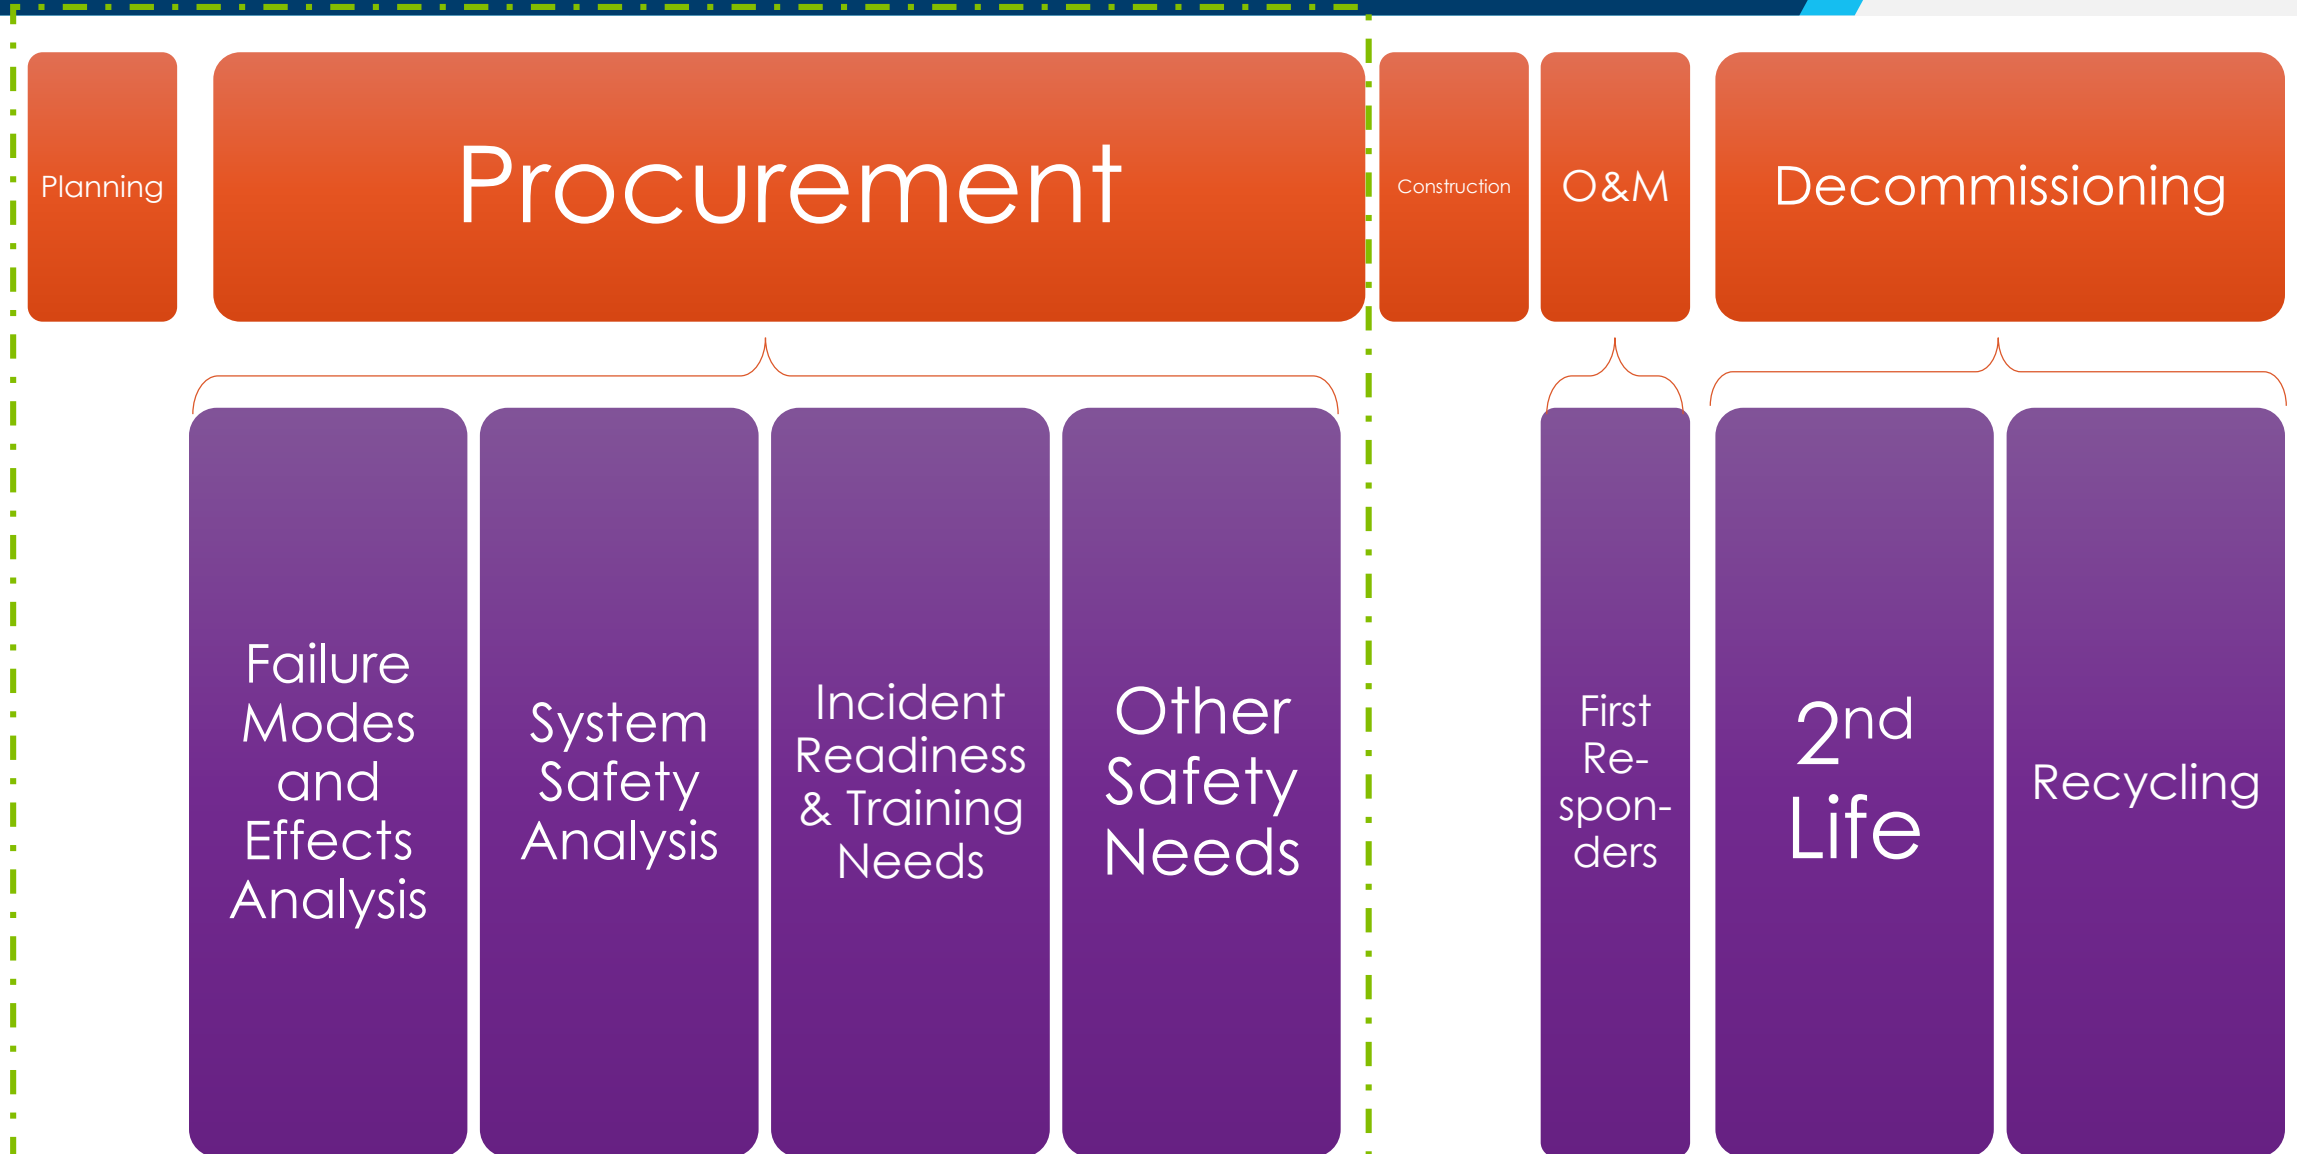 Planning
Procurement
Construction
O&M
Decommissioning
Failure
Modes
and
Effects
Analysis
System
Safety
Analysis
Incident
Readiness
& Training
Needs
Other
Safety
Needs
First
Re-
spon-
ders
2nd
Life
Recycling